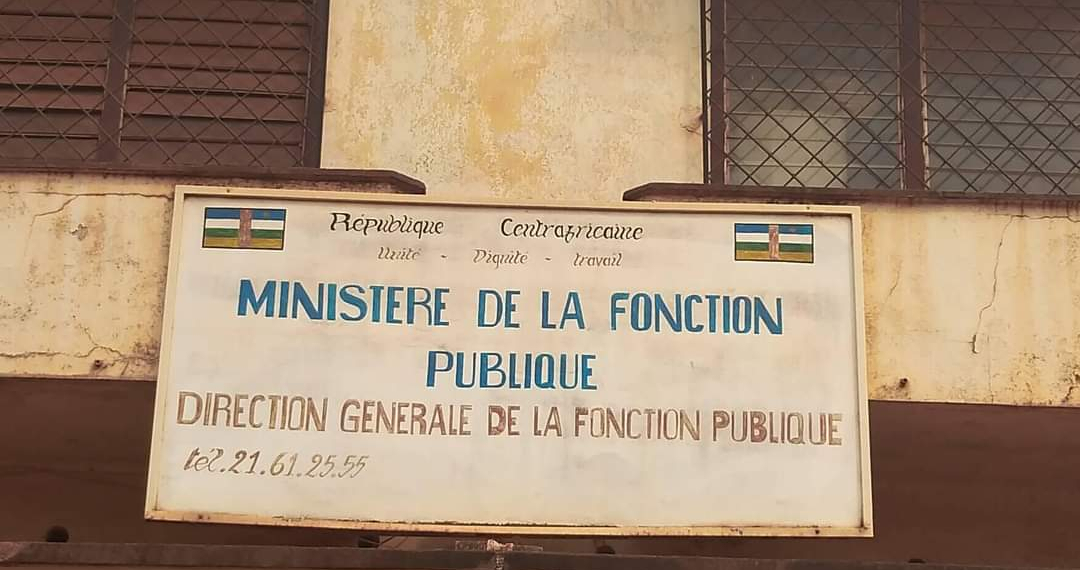 République Centrafricaine
Unité - Dignité - travail
MINISTERE DE LA FONCTION
PUBLIQUE
DIRECTION GENERALE DE LA FONCTION PUBLIQUE
tél.21.61.25.55